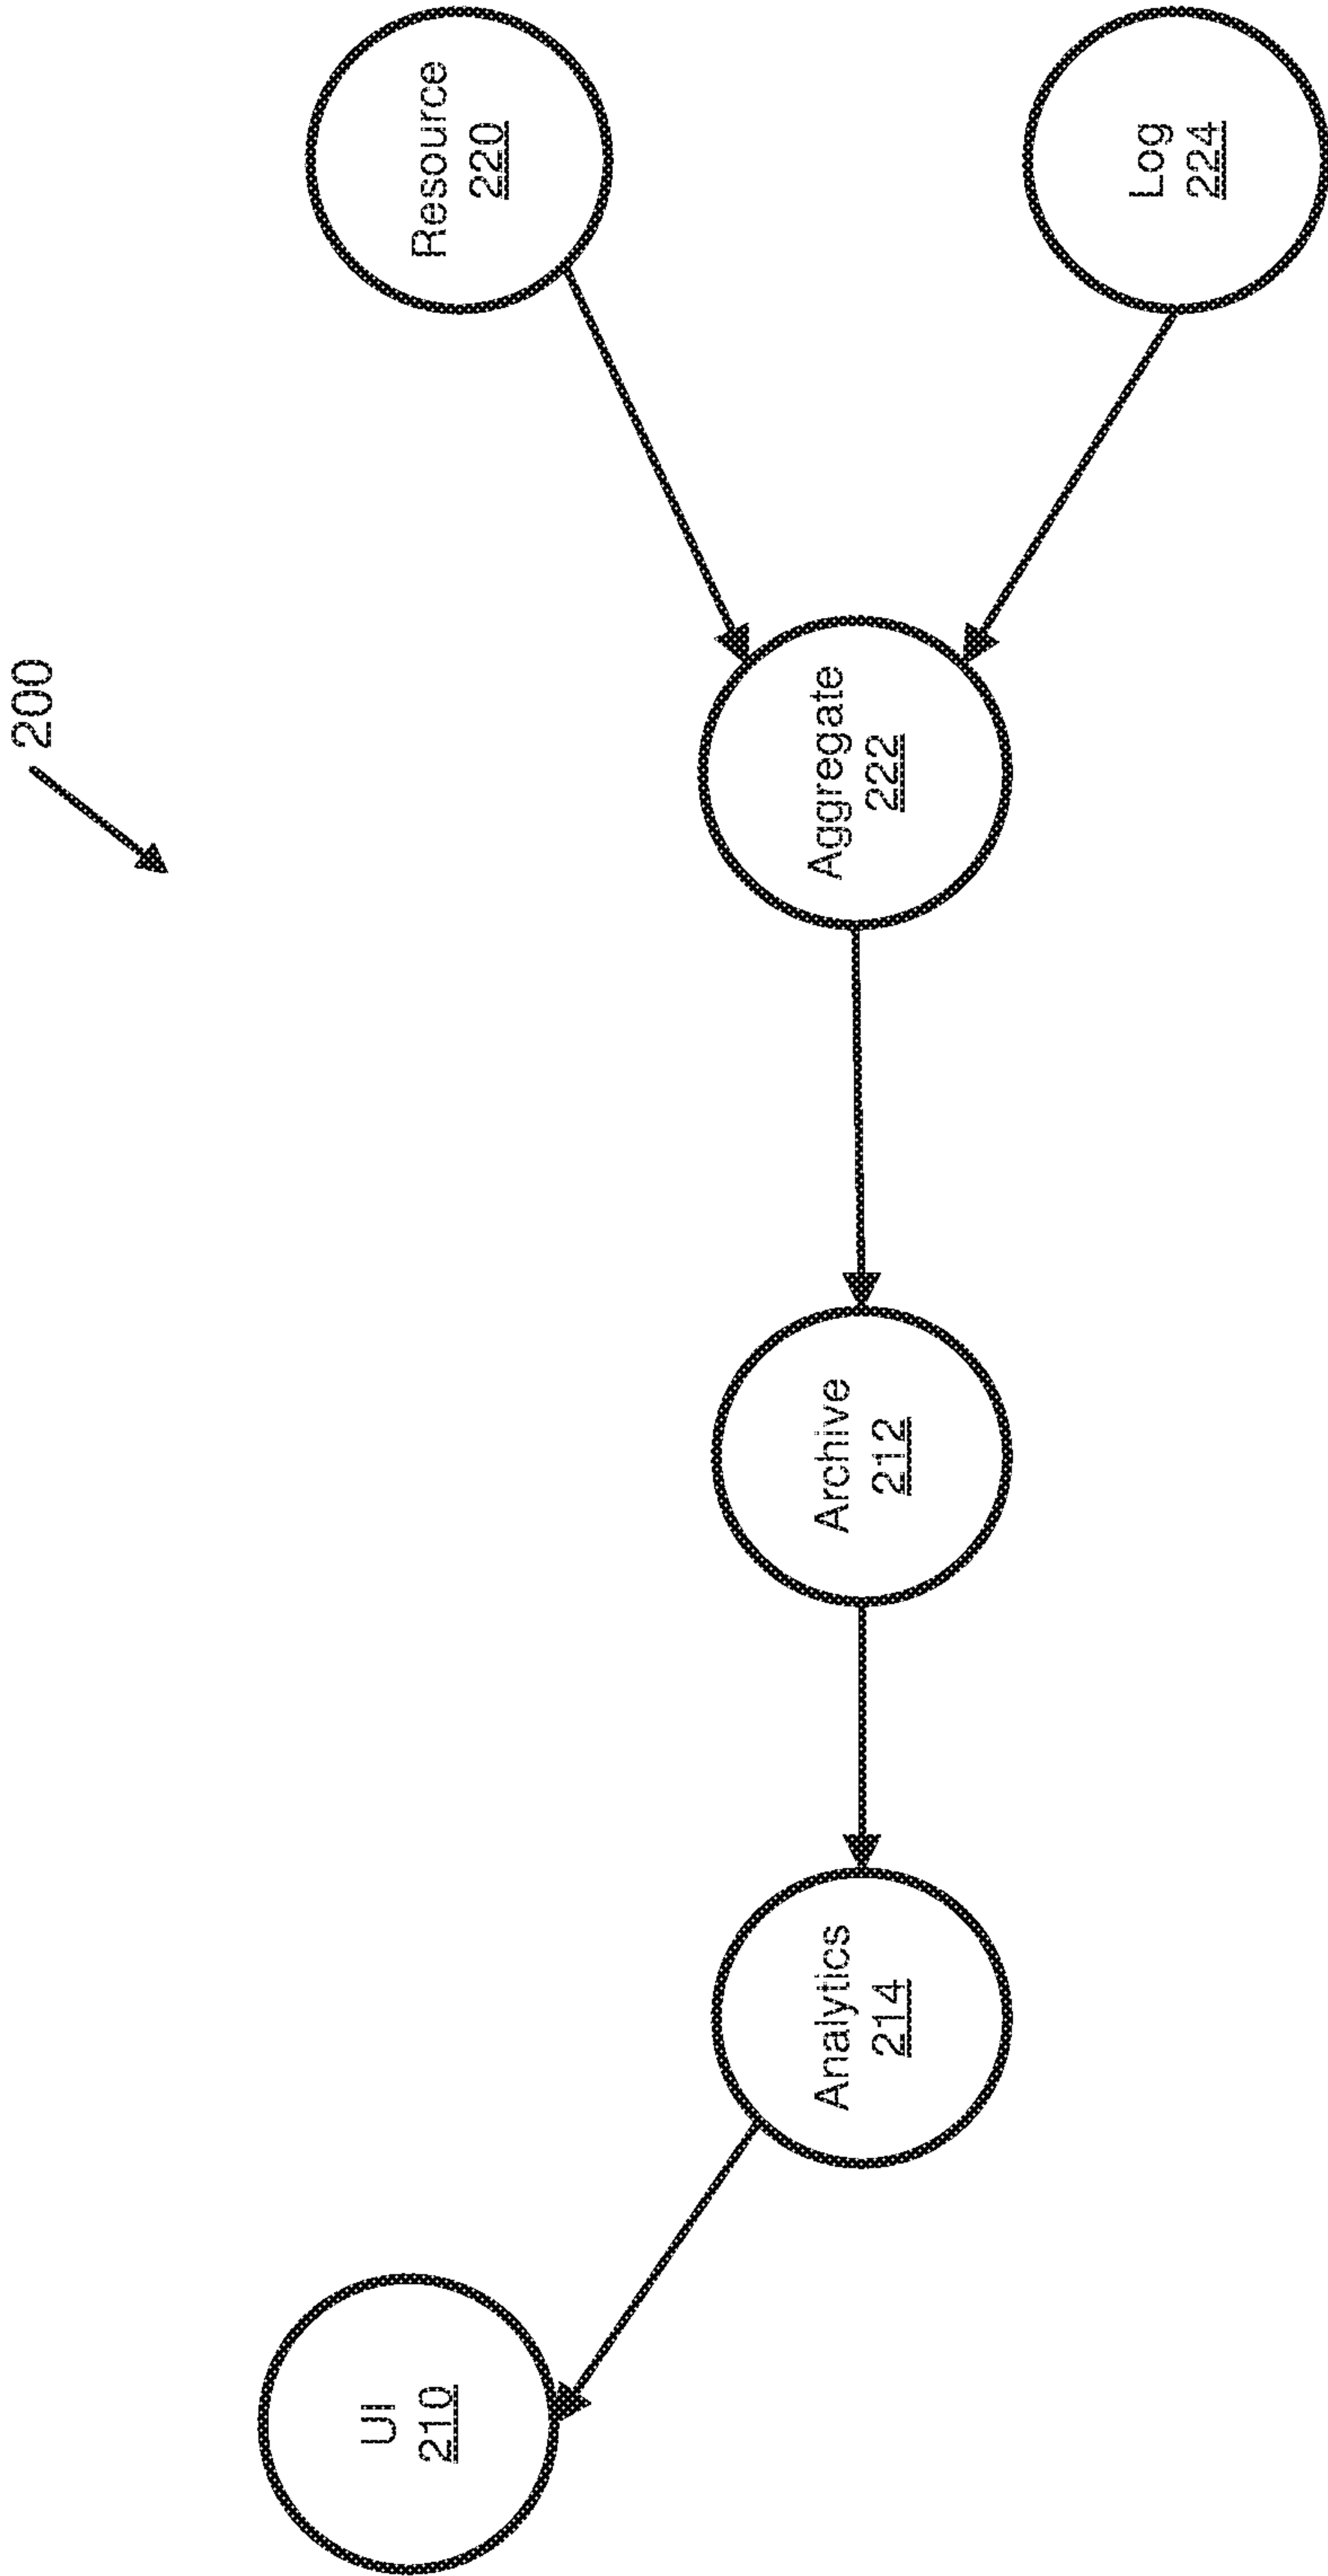 200
UI
210
Analytics
214
Archive
212
Aggregate
222
Resource
220
Log
224